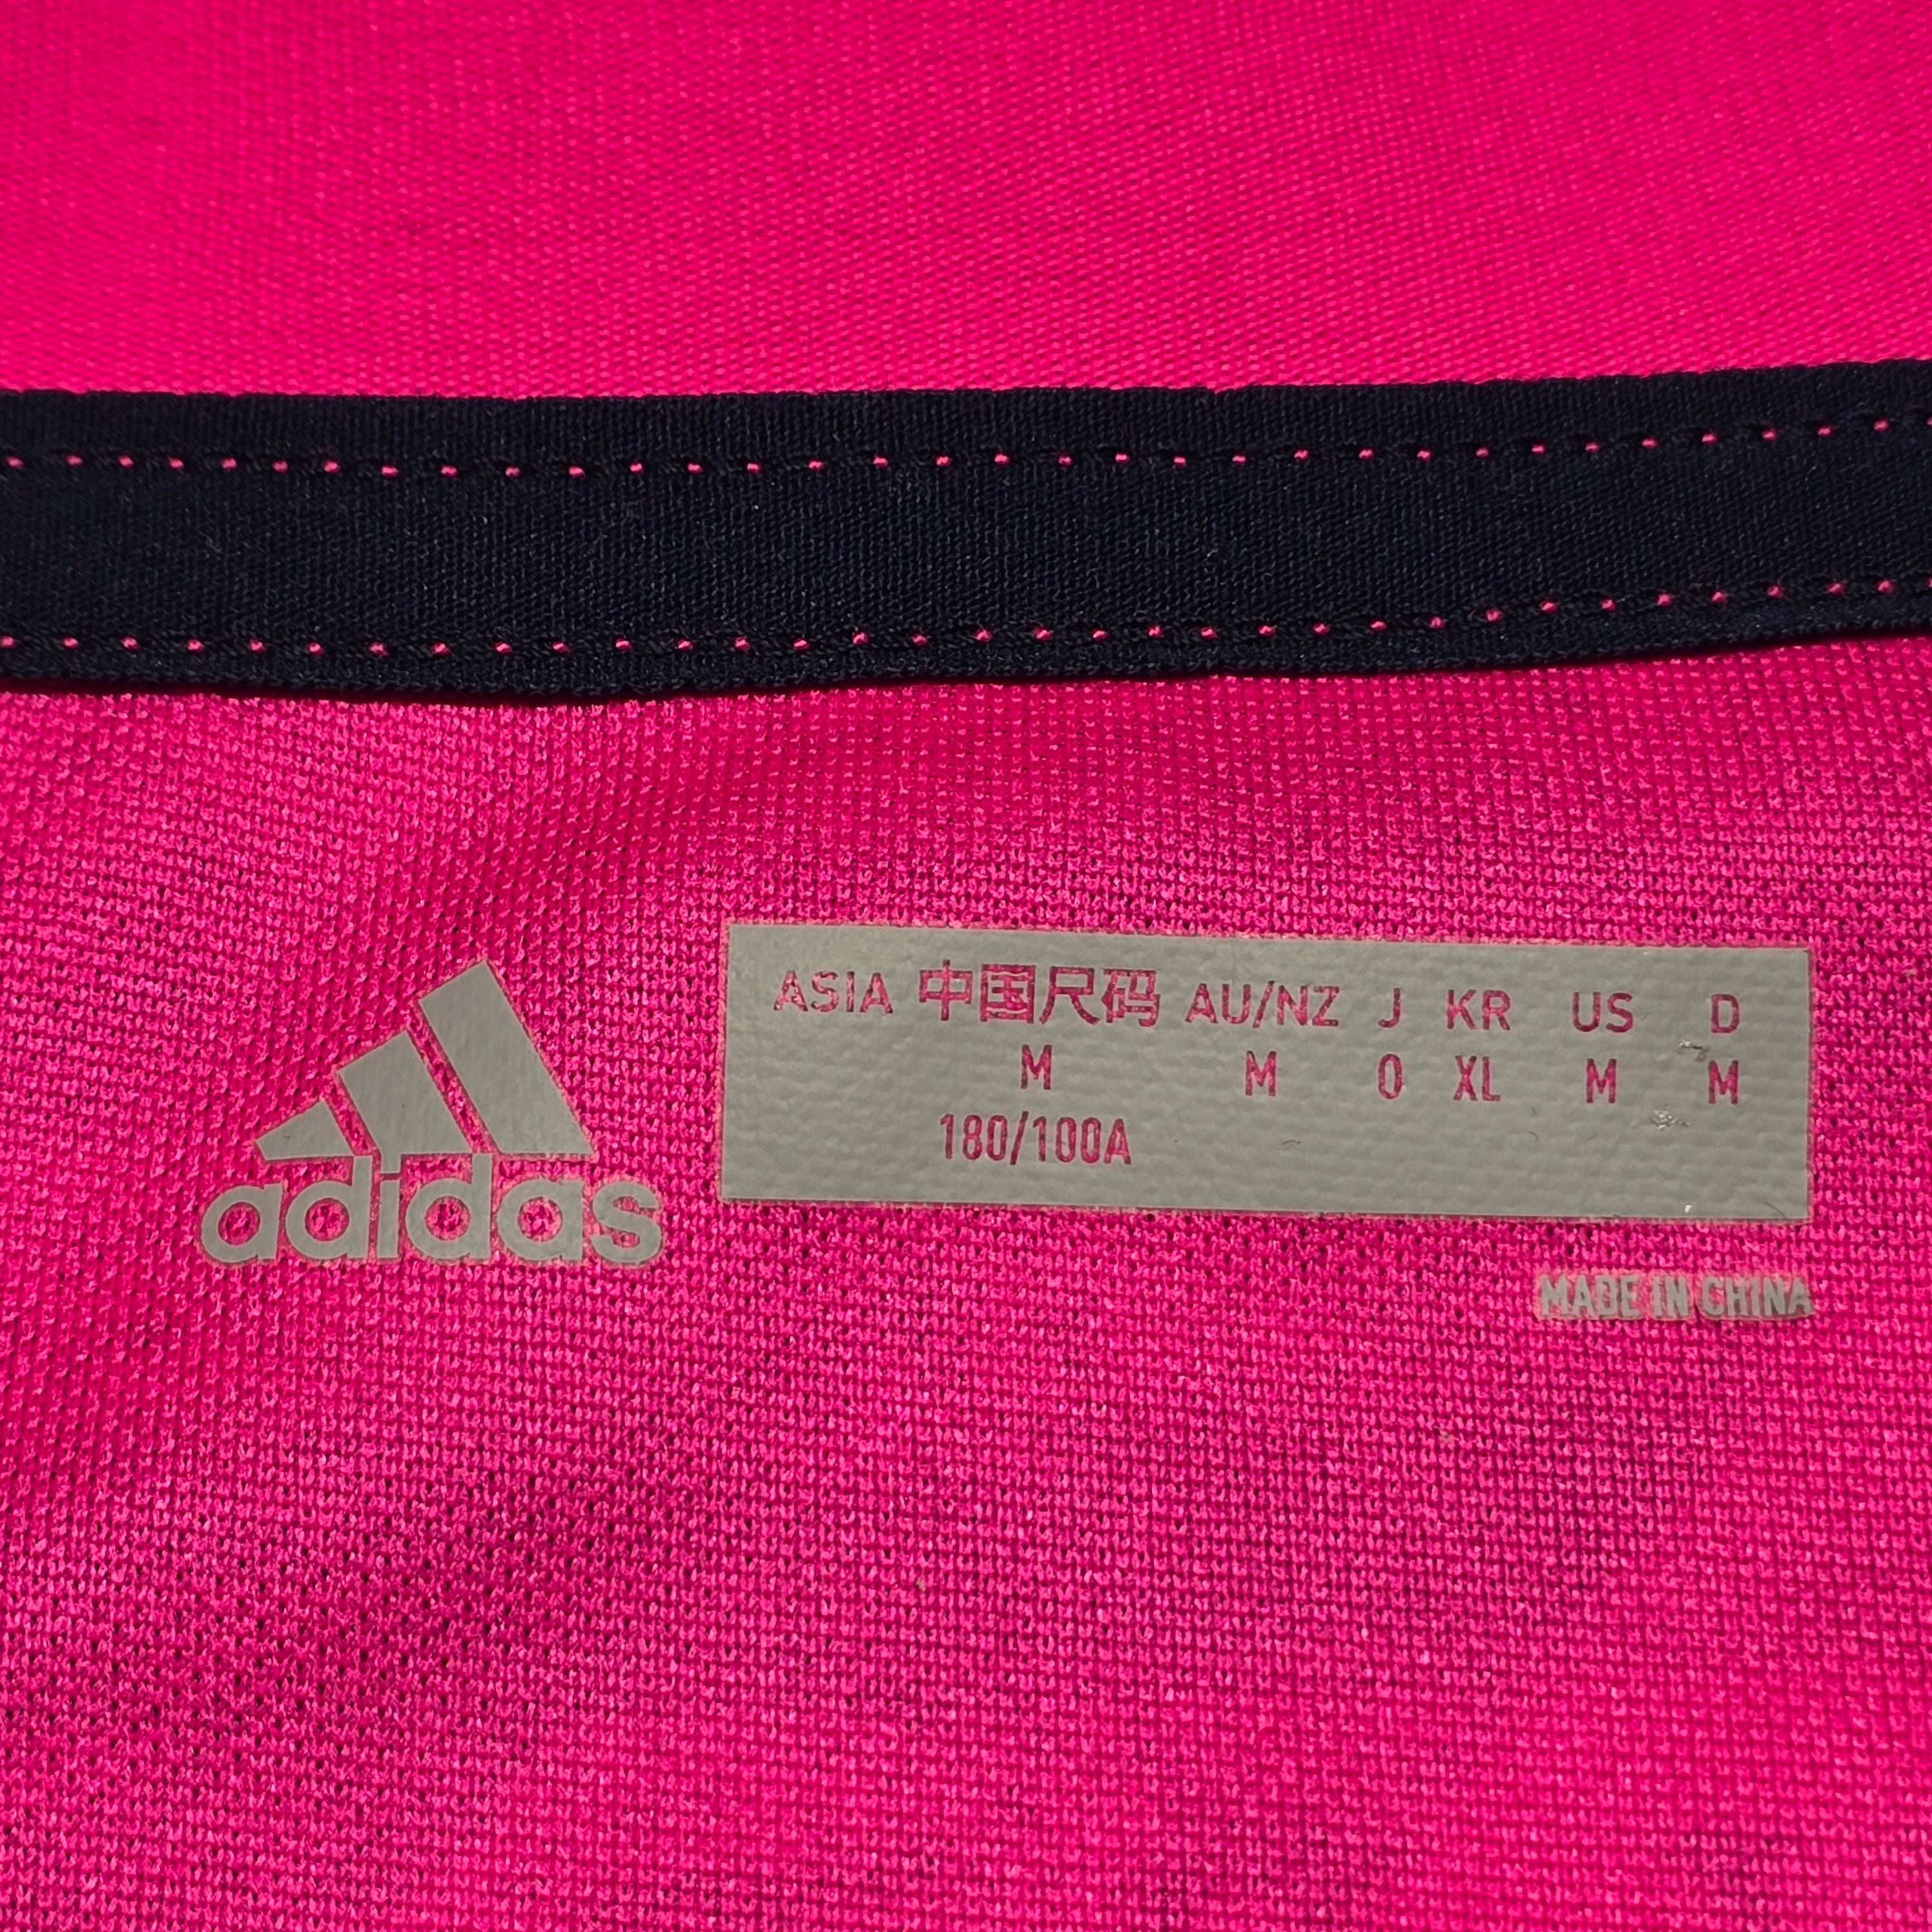 adidas
ASIA 中国尺码 AU/NZ J KR US D
M M O XL M M
180/100A
MADE IN CHINA